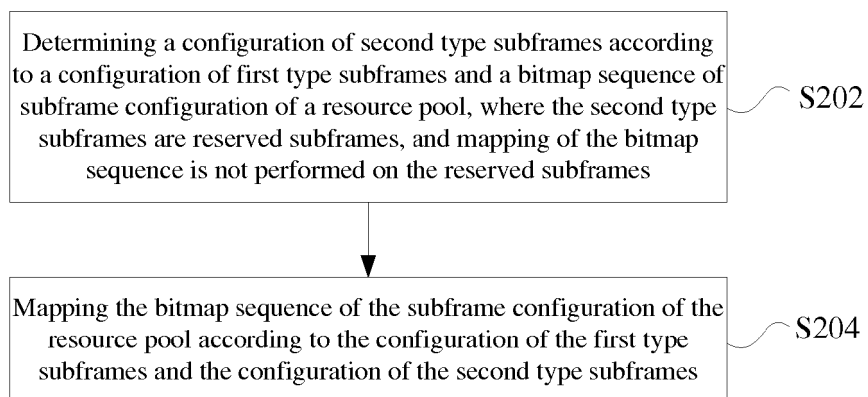 Determining a configuration of second type subframes according
to a configuration of first type subframes and a bitmap sequence of
subframe configuration of a resource pool, where the second type
subframes are reserved subframes, and mapping of the bitmap
sequence is not performed on the reserved subframes
S202
Mapping the bitmap sequence of the subframe configuration of the
resource pool according to the configuration of the first type
subframes and the configuration of the second type subframes
S204